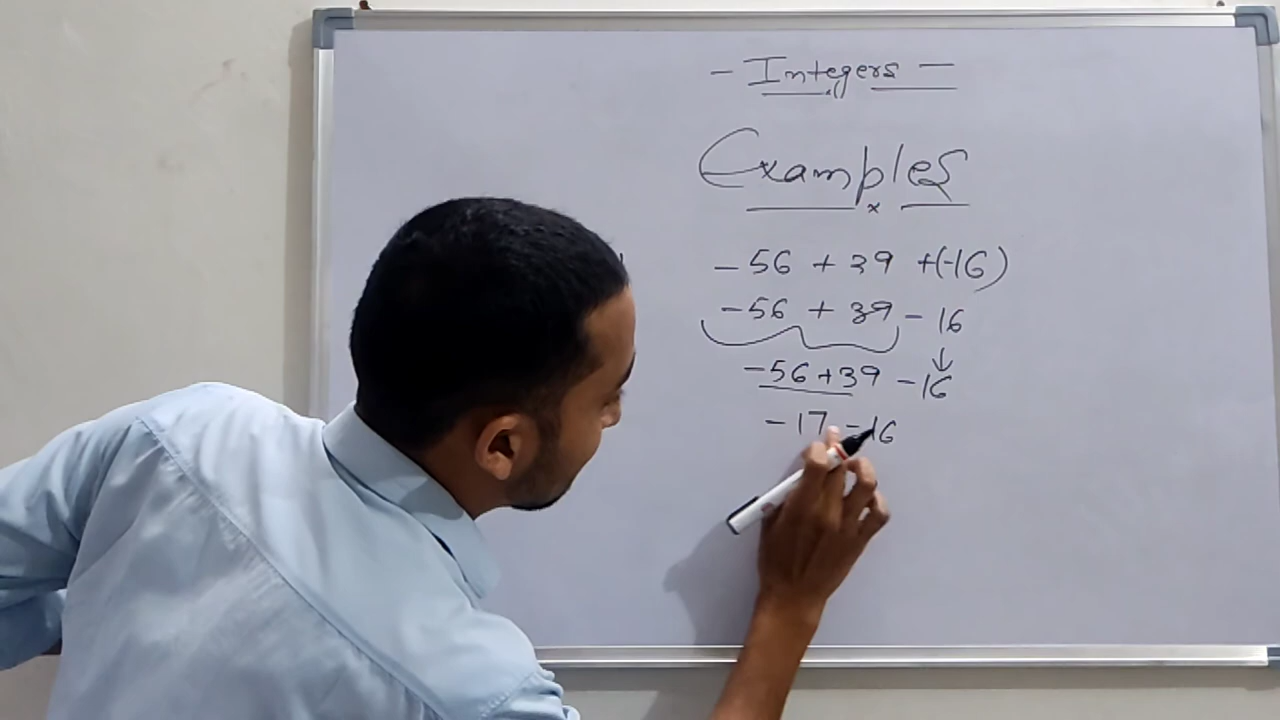 - Integers -
Examples
- 56 + 39 + (-16)
- 56 + 39 - 16
- 56 + 39 - 16
- 17 - 16